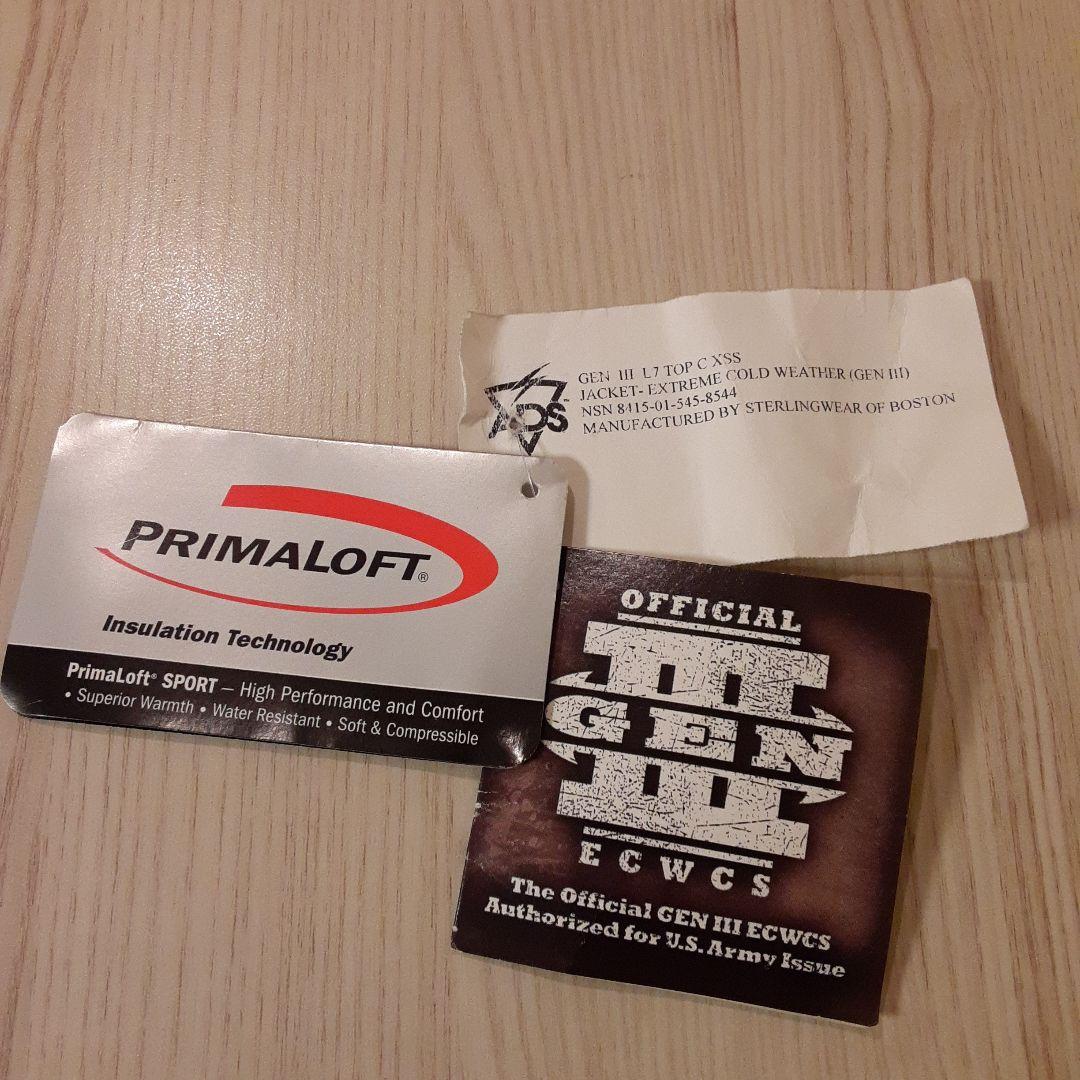 ADS™
GEN III L7 TOP C XSS
JACKET- EXTREME COLD WEATHER (GEN III)
NSN 8415-01-545-8544
MANUFACTURED BY STERLINGWEAR OF BOSTON
PRIMALOFT®
Insulation Technology
PrimaLoft® SPORT – High Performance and Comfort
• Superior Warmth • Water Resistant • Soft & Compressible
OFFICIAL
III
GEN
III
ECWCS
The Official GEN III ECWCS
Authorized for U.S. Army Issue